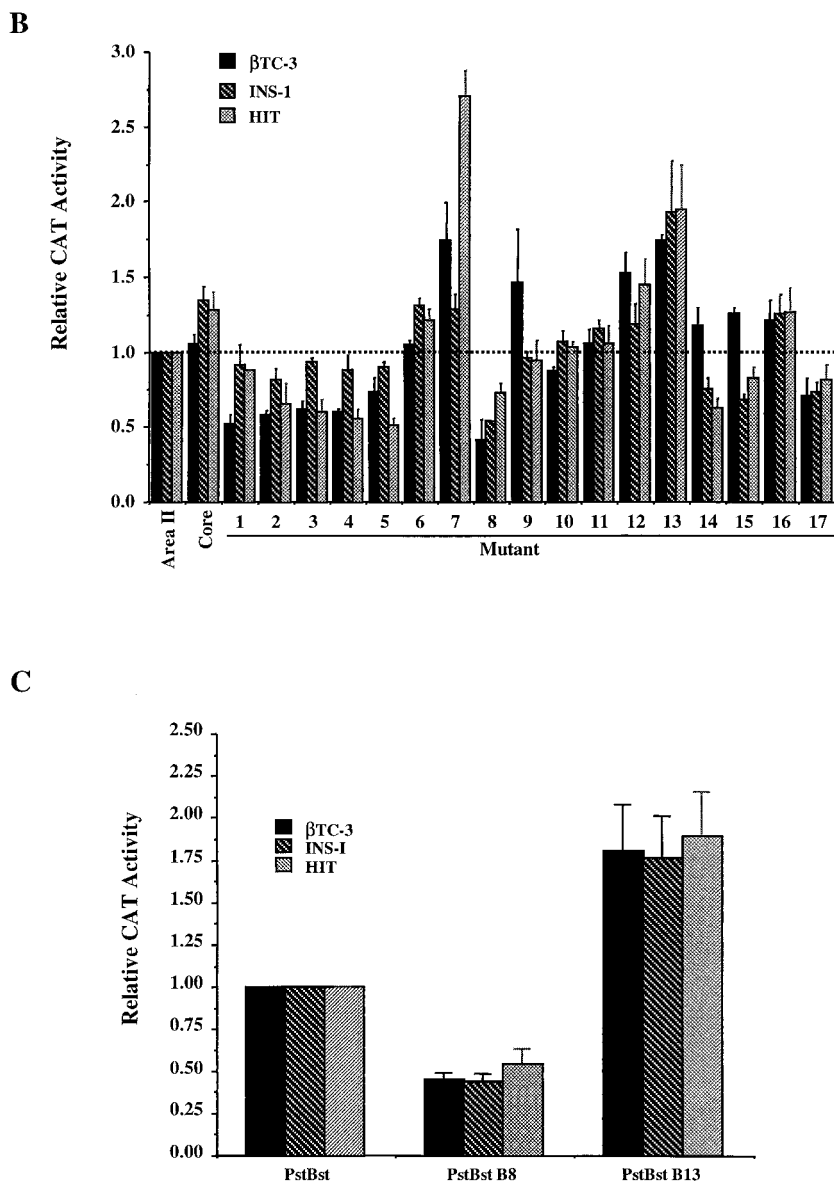 B
3.0
2.5
2.0
1.5
1.0
0.5
0.0
Relative CAT Activity
βTC-3
INS-1
HIT
Area II
Core
1 2 3 4 5 6 7 8 9 10 11 12 13 14 15 16 17
Mutant
C
2.50
2.25
2.00
1.75
1.50
1.25
1.00
0.75
0.50
0.25
0.00
Relative CAT Activity
βTC-3
INS-I
HIT
PstBst
PstBst B8
PstBst B13